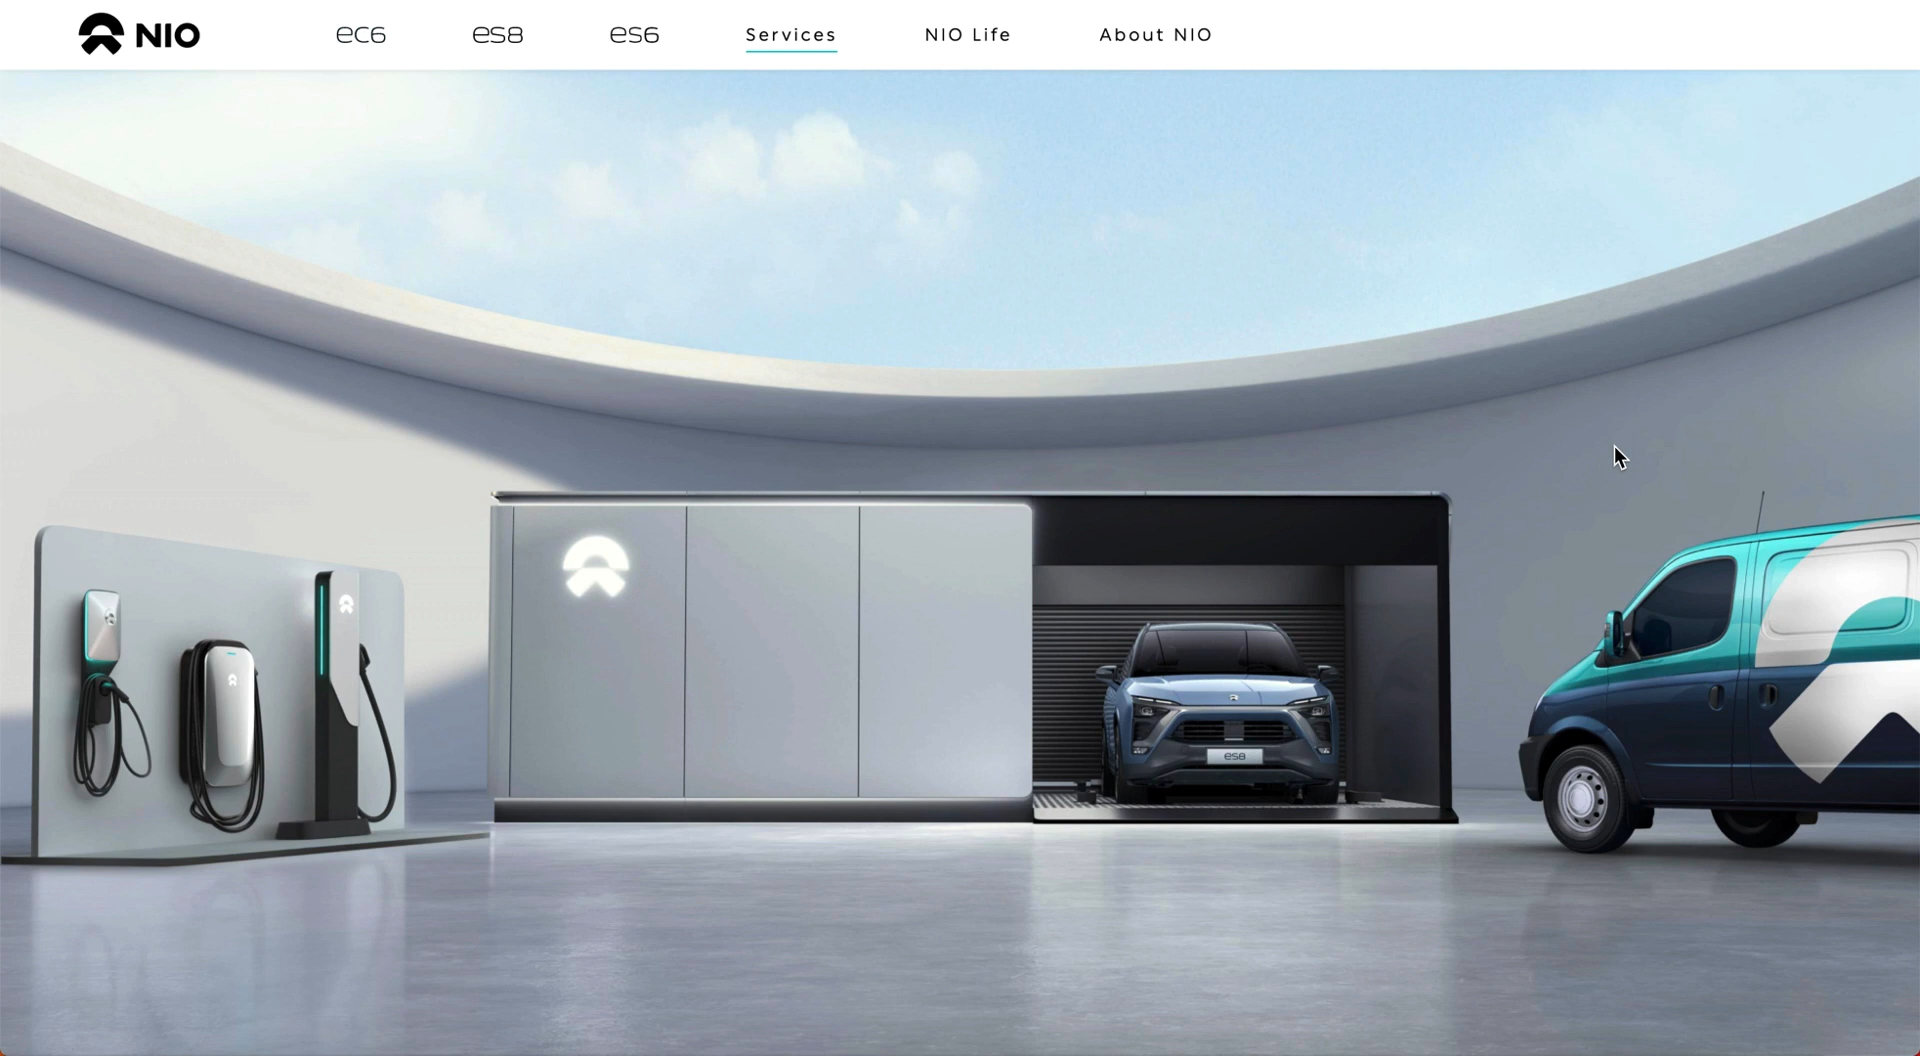 NIO
ec6
es8
es6
Services
NIO Life
About NIO
es8